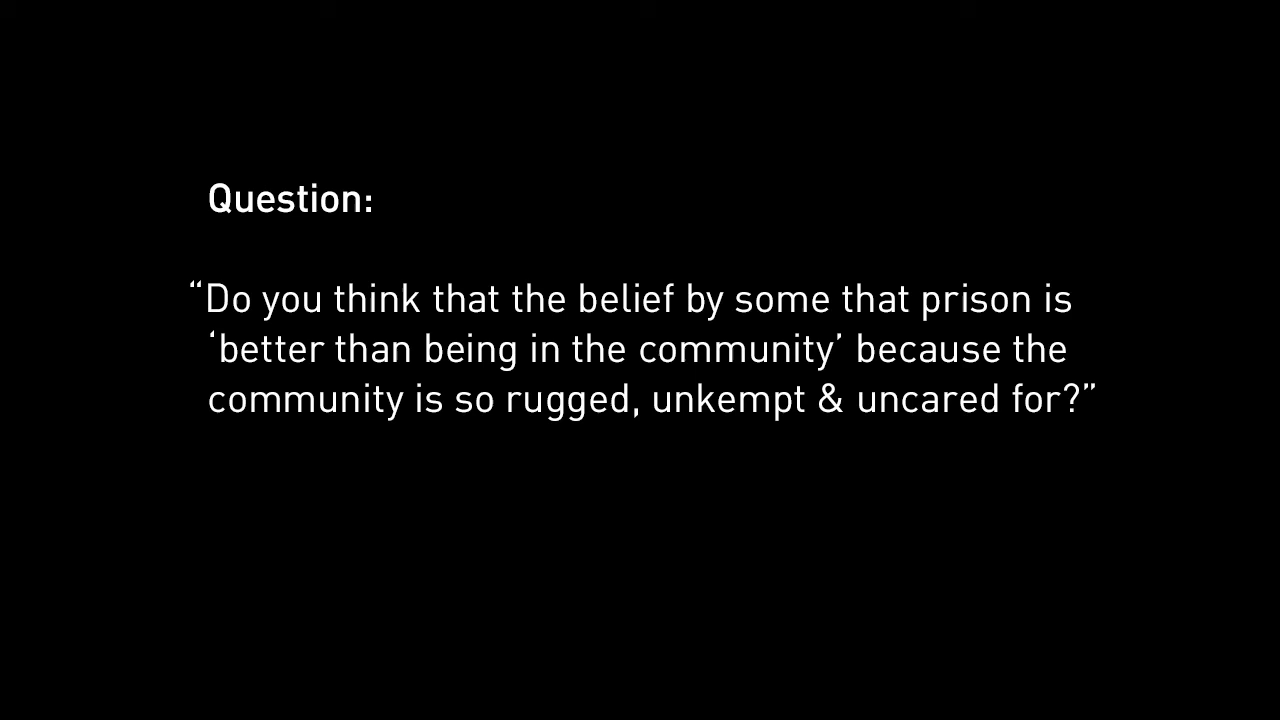 Question:
“Do you think that the belief by some that prison is
‘better than being in the community’ because the
community is so rugged, unkempt & uncared for?”